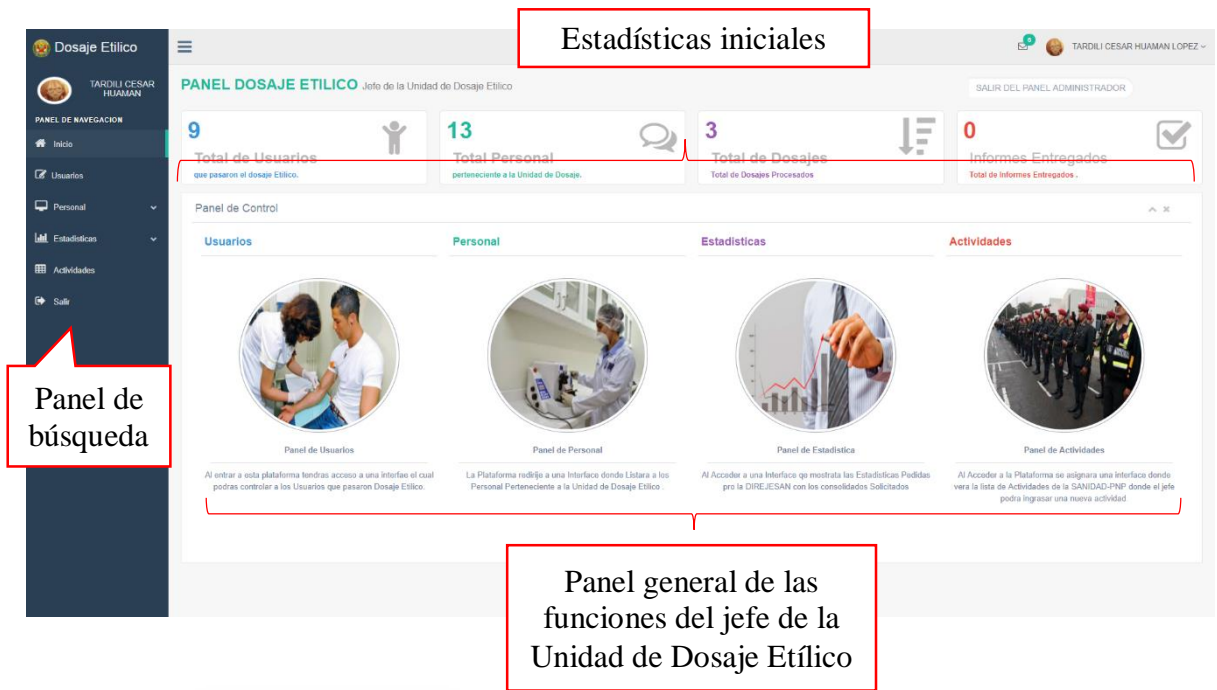 Estadísticas iniciales
Dosaje Etilico
8
TARDILI CESAR HUAMAN LOPEZ
TARDILI CESAR
HUAMAN
PANEL DOSAJE ETILICO Jefe de la Unidad de Dosaje Etilico
SALIR DEL PANEL ADMINISTRADOR
PANEL DE NAVEGACION
Inicio
Usuarios
Personal
Estadisticas
Actividades
Salir
9
Total de Usuarios
que pasaron el dosaje Etilico.
13
Total Personal
perteneciente a la Unidad de Dosaje.
3
Total de Dosajes
Total de Dosajes Procesados
0
Informes Entregados
Total de Informes Entregados .
Panel de Control
Usuarios
Personal
Estadisticas
Actividades
Panel de
búsqueda
Panel de Usuarios
Al entrar a esta plataforma tendras acceso a una interfae el cual
podras controlar a los Usuarios que pasaron Dosaje Etilico.
Panel de Personal
La Plataforma redirije a una Interface donde Listara a los
Personal Perteneciente a la Unidad de Dosaje Etilico .
Panel de Estadistica
Al Acceder a una Interface qe mostrata las Estadisticas Pedidas
pro la DIREJESAN con los consolidados Solicitados
Panel de Actividades
Al Acceder a la Plataforma se asignara una interface donde
vera la lista de Actividades de la SANIDAD-PNP donde el jefe
podra ingrasar una nueva actividad
Panel general de las
funciones del jefe de la
Unidad de Dosaje Etílico